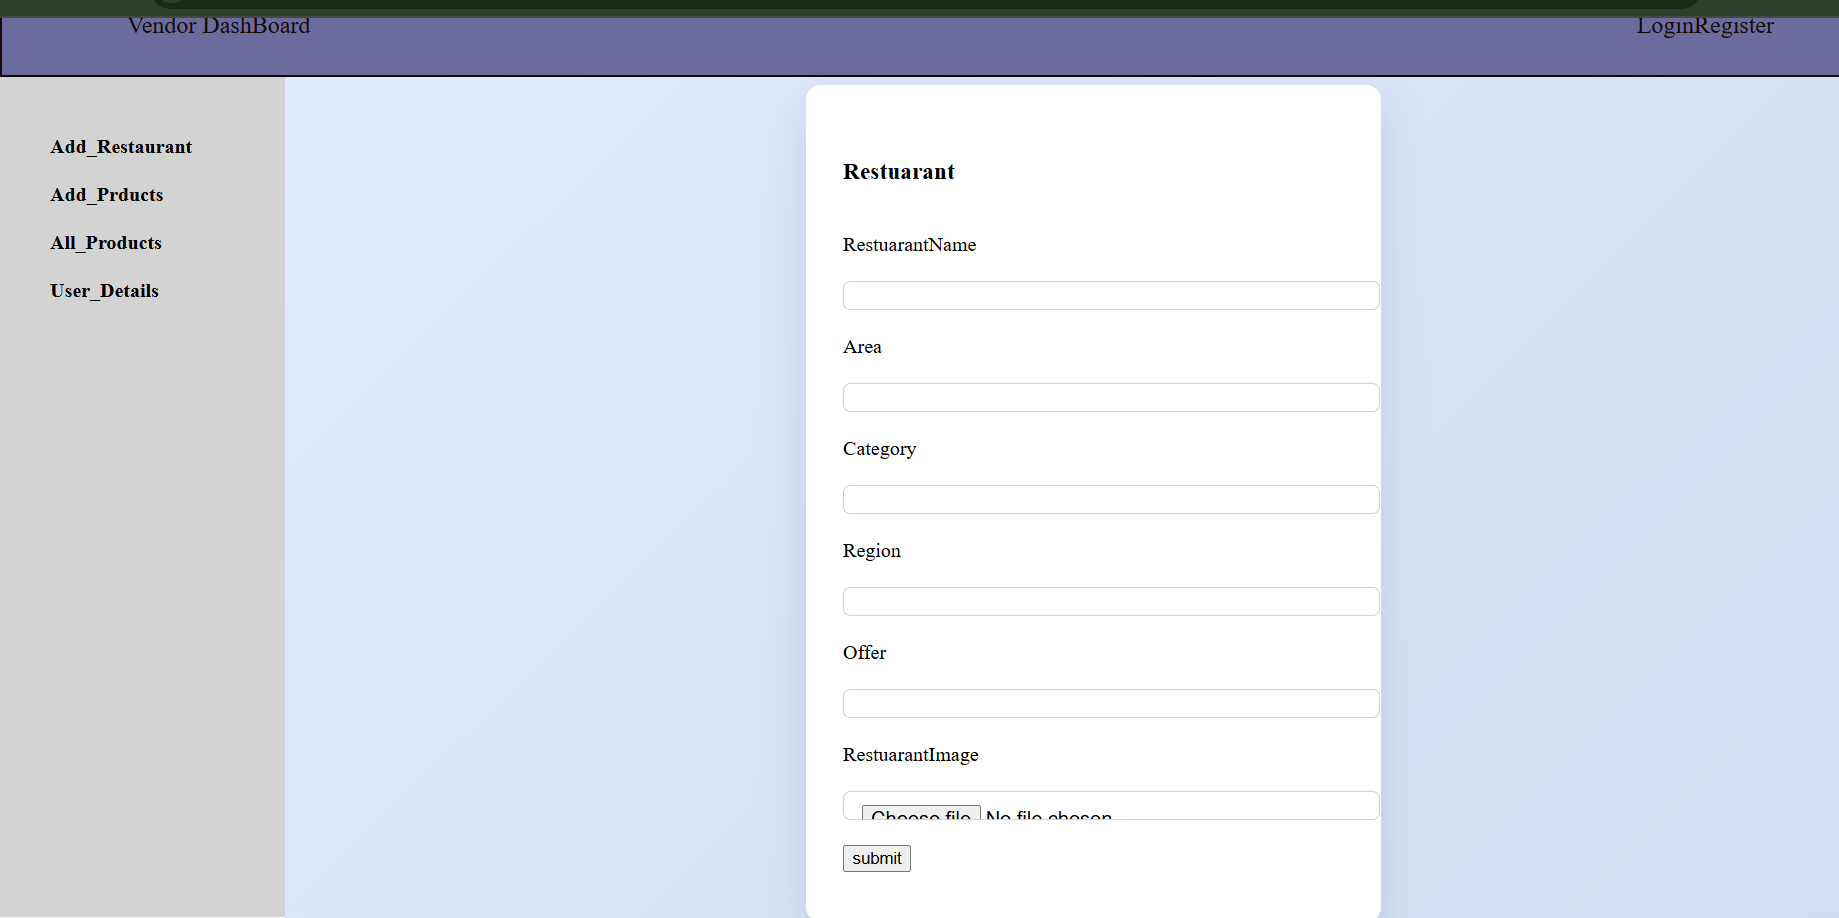 Vendor DashBoard
LoginRegister
Add_Restaurant
Add_Prducts
All_Products
User_Details
Restuarant
RestuarantName
Area
Category
Region
Offer
RestuarantImage
Choose file No file chosen
submit